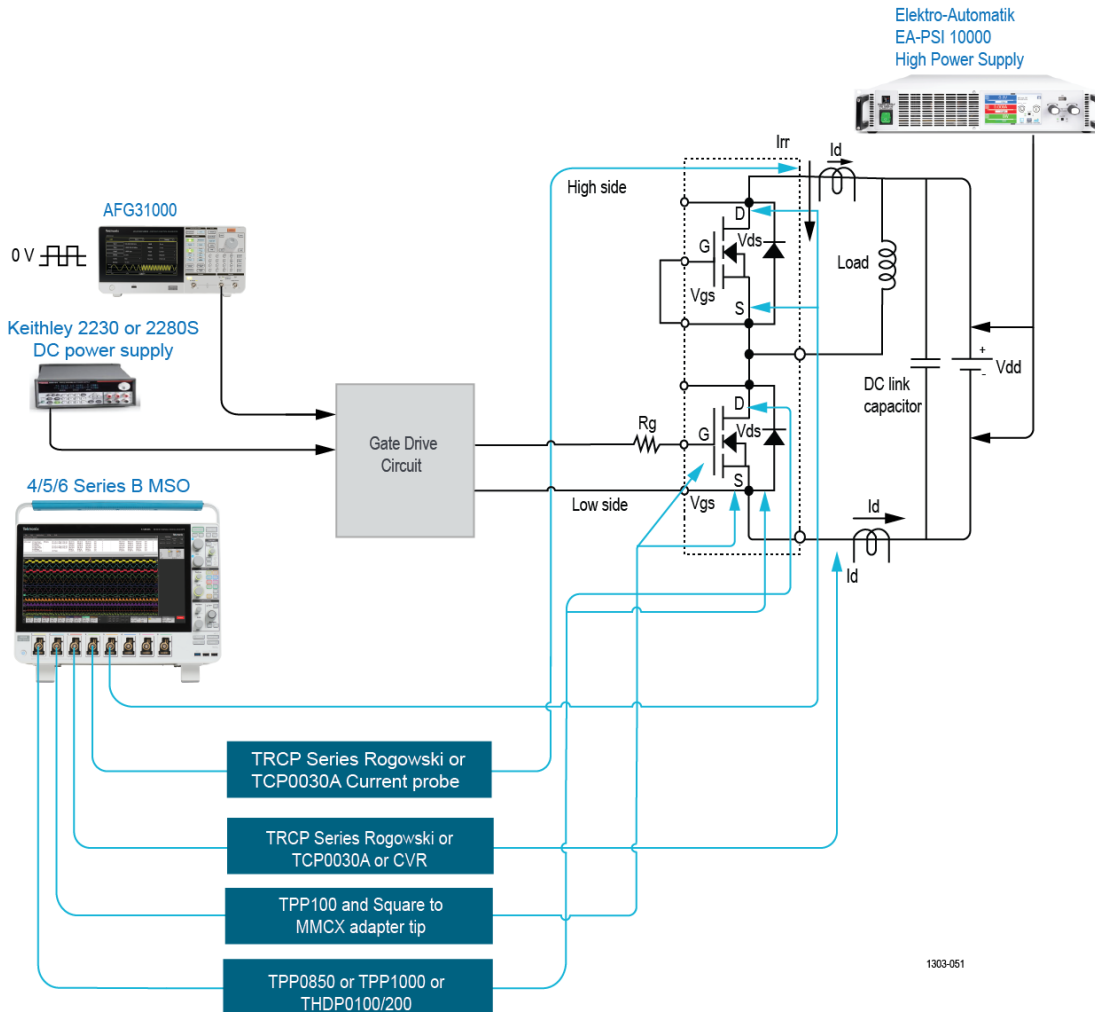 Elektro-Automatik
EA-PSI 10000
High Power Supply
Irr
Id
High side
AFG31000
D
0 V
G
Vds
Load
Vgs
S
Keithley 2230 or 2280S
DC power supply
+
Vdd
-
DC link
capacitor
D
Rg
G
Vds
Gate Drive
Circuit
S
4/5/6 Series B MSO
Low side
Vgs
Id
Id
TRCP Series Rogowski or
TCP0030A Current probe
TRCP Series Rogowski or
TCP0030A or CVR
TPP100 and Square to
MMCX adapter tip
1303-051
TPP0850 or TPP1000 or
THDP0100/200